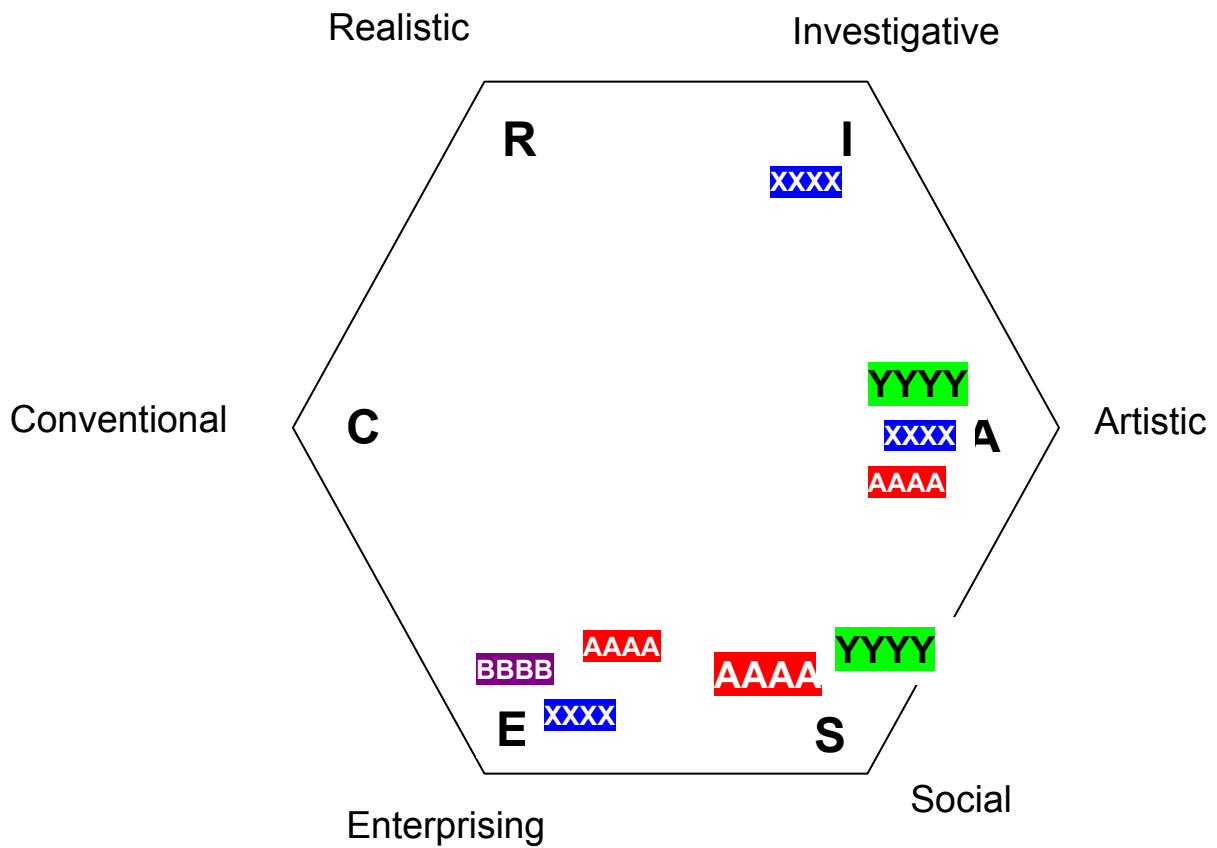 Realistic
Investigative
R
I
XXXX
YYYY
Conventional
C
XXXX
A
Artistic
AAAA
AAAA
YYYY
BBBB
AAAA
XXXX
E
S
Social
Enterprising